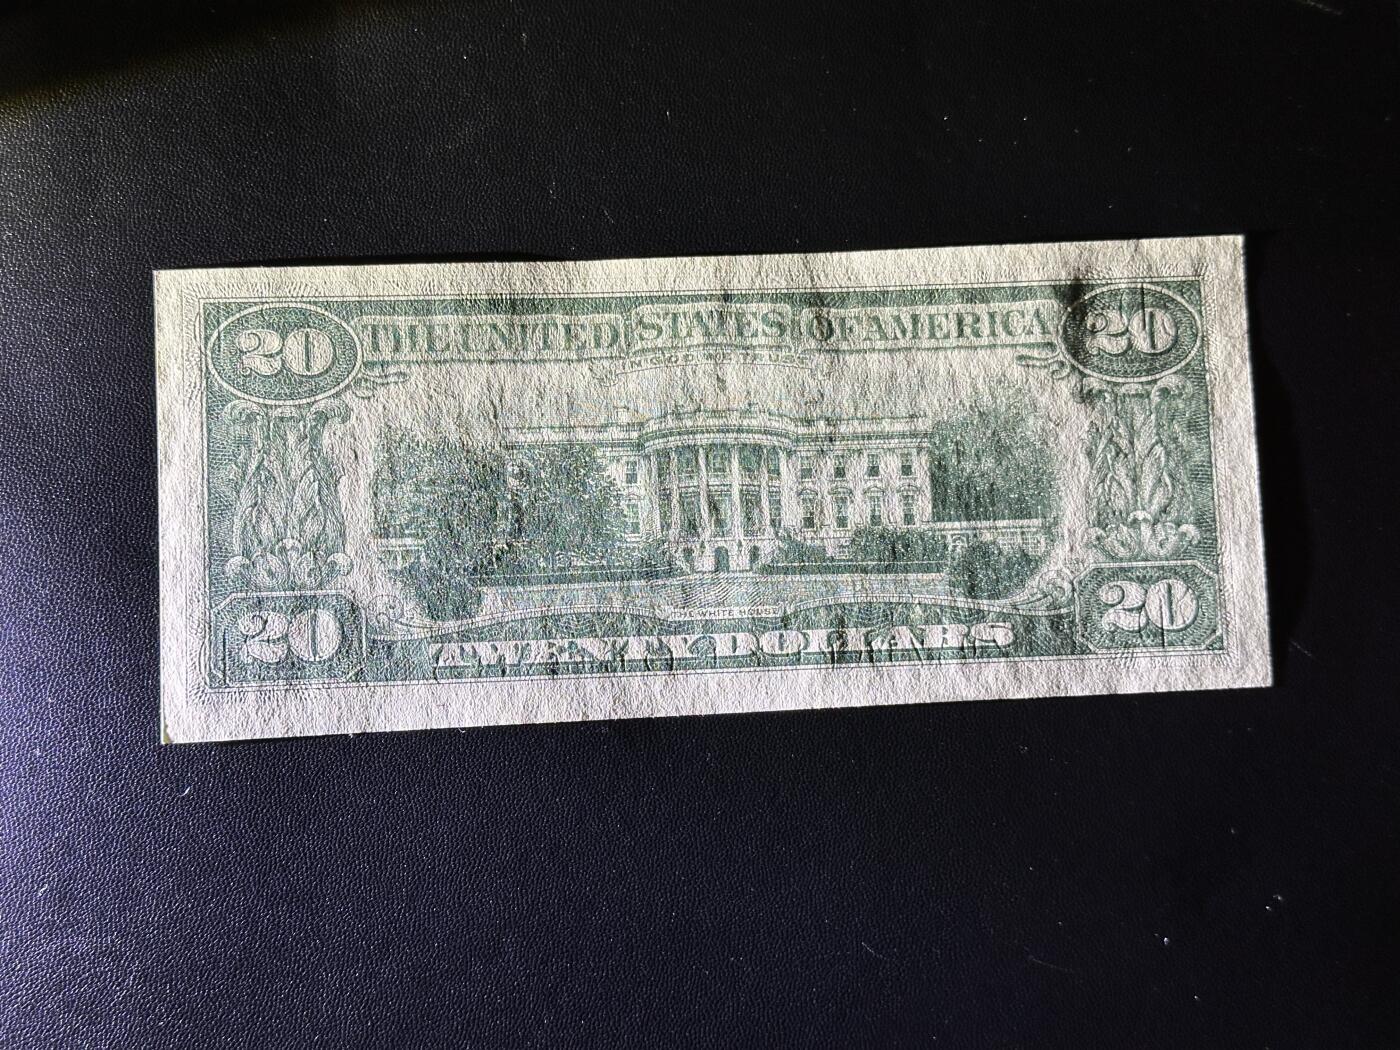 20 THE UNITED STATES OF AMERICA 20
IN GOD WE TRUST
THE WHITE HOUSE
20 TWENTY DOLLARS 20